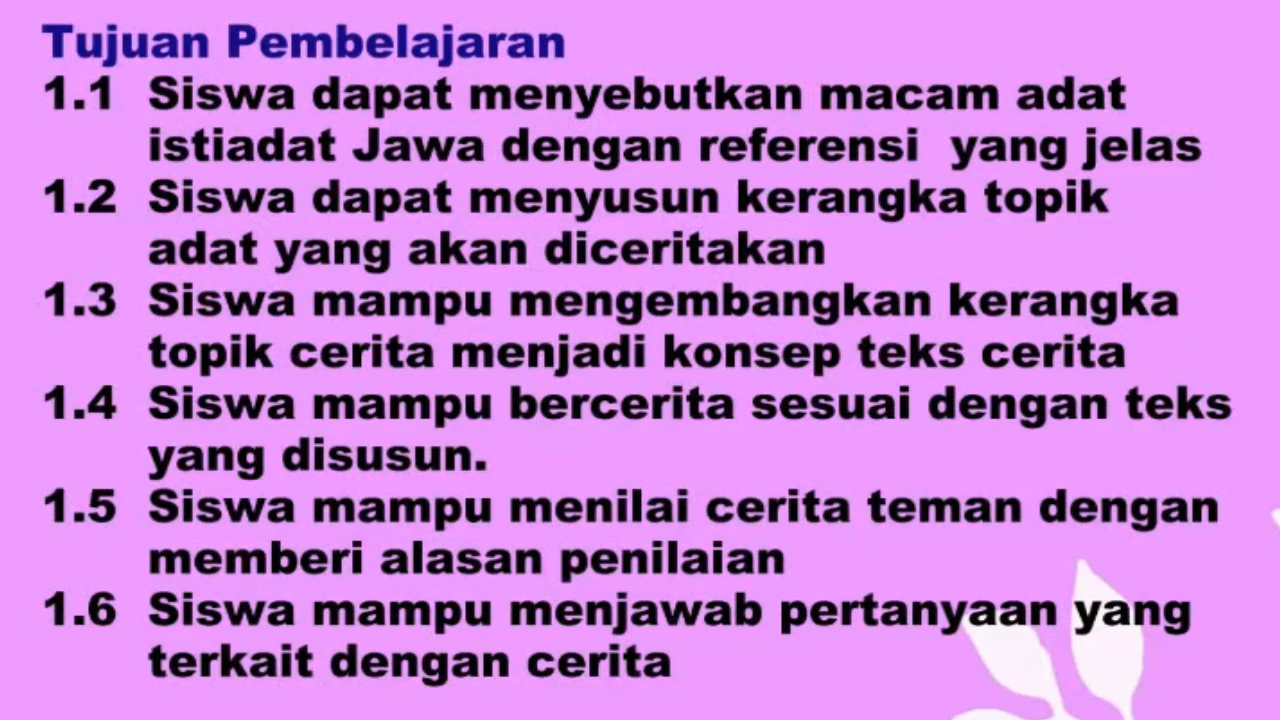 Tujuan Pembelajaran
1.1 Siswa dapat menyebutkan macam adat
istiadat Jawa dengan referensi yang jelas
1.2 Siswa dapat menyusun kerangka topik
adat yang akan diceritakan
1.3 Siswa mampu mengembangkan kerangka
topik cerita menjadi konsep teks cerita
1.4 Siswa mampu bercerita sesuai dengan teks
yang disusun.
1.5 Siswa mampu menilai cerita teman dengan
memberi alasan penilaian
1.6 Siswa mampu menjawab pertanyaan yang
terkait dengan cerita